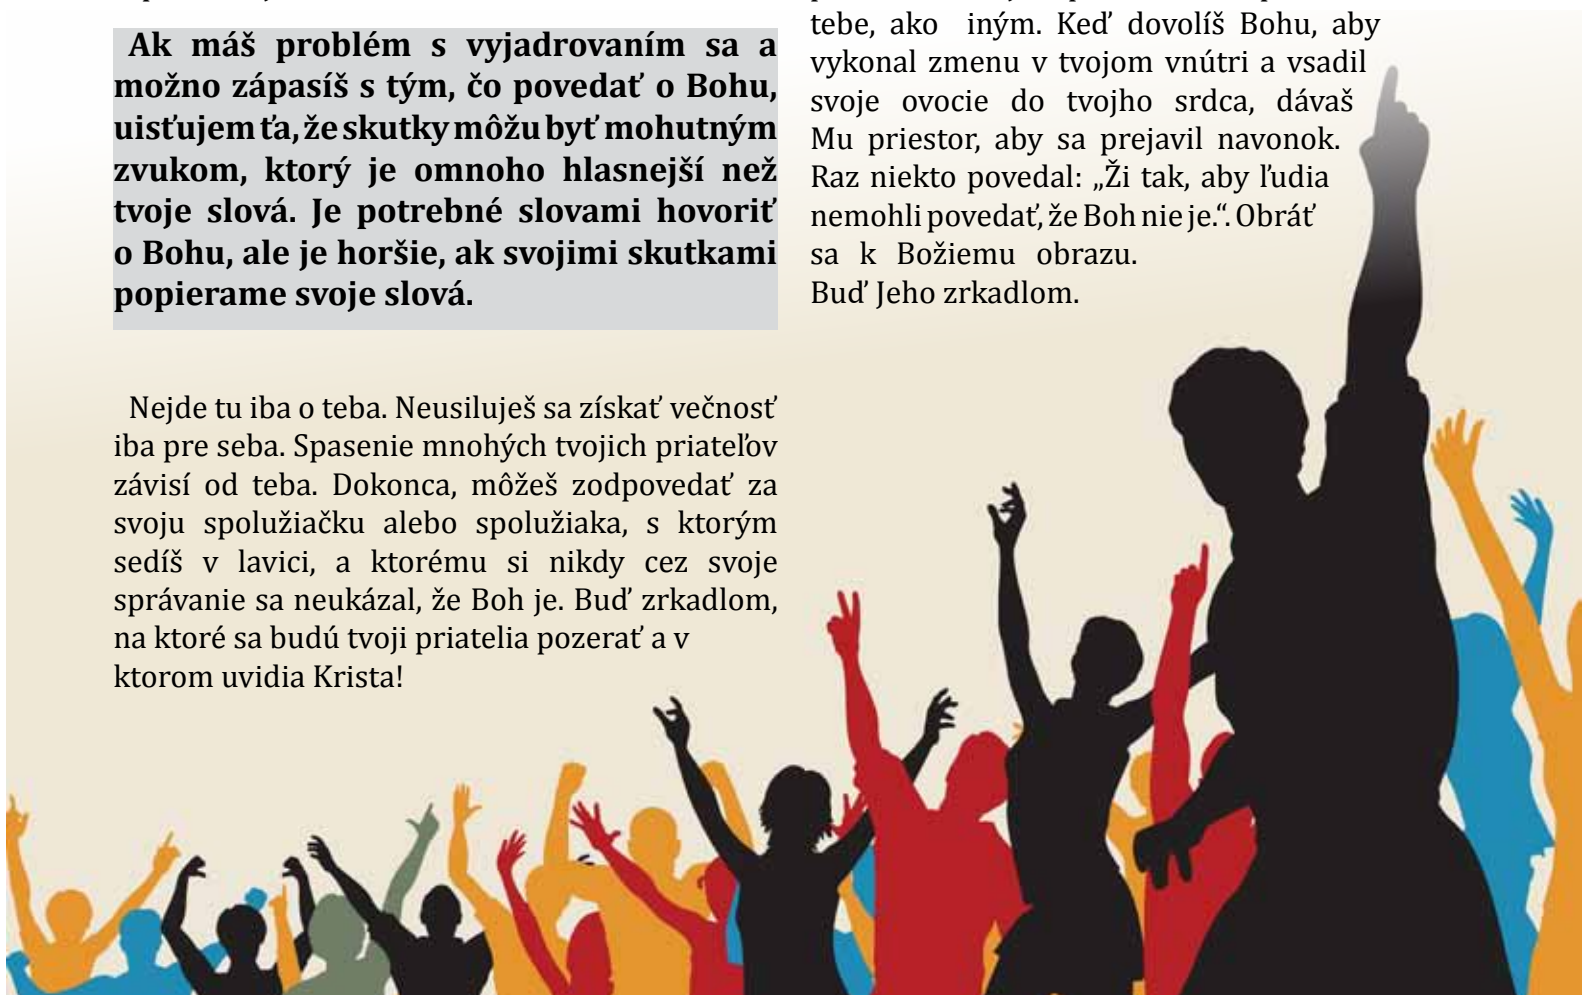 Ak máš problém s vyjadrovaním sa a
možno zápasíš s tým, čo povedať o Bohu,
uisťujem ťa, že skutky môžu byť mohutným
zvukom, ktorý je omnoho hlasnejší než
tvoje slová. Je potrebné slovami hovoriť
o Bohu, ale je horšie, ak svojimi skutkami
popierame svoje slová.
Nejde tu iba o teba. Neusiluješ sa získať večnosť
iba pre seba. Spasenie mnohých tvojich priateľov
závisí od teba. Dokonca, môžeš zodpovedať za
svoju spolužiačku alebo spolužiaka, s ktorým
sedíš v lavici, a ktorému si nikdy cez svoje
správanie sa neukázal, že Boh je. Buď zrkadlom,
na ktoré sa budú tvoji priatelia pozerať a v
ktorom uvidia Krista!
tebe, ako iným. Keď dovolíš Bohu, aby
vykonal zmenu v tvojom vnútri a vsadil
svoje ovocie do tvojho srdca, dávaš
Mu priestor, aby sa prejavil navonok.
Raz niekto povedal: „Ži tak, aby ľudia
nemohli povedať, že Boh nie je.“. Obráť
sa k Božiemu obrazu.
Buď Jeho zrkadlom.